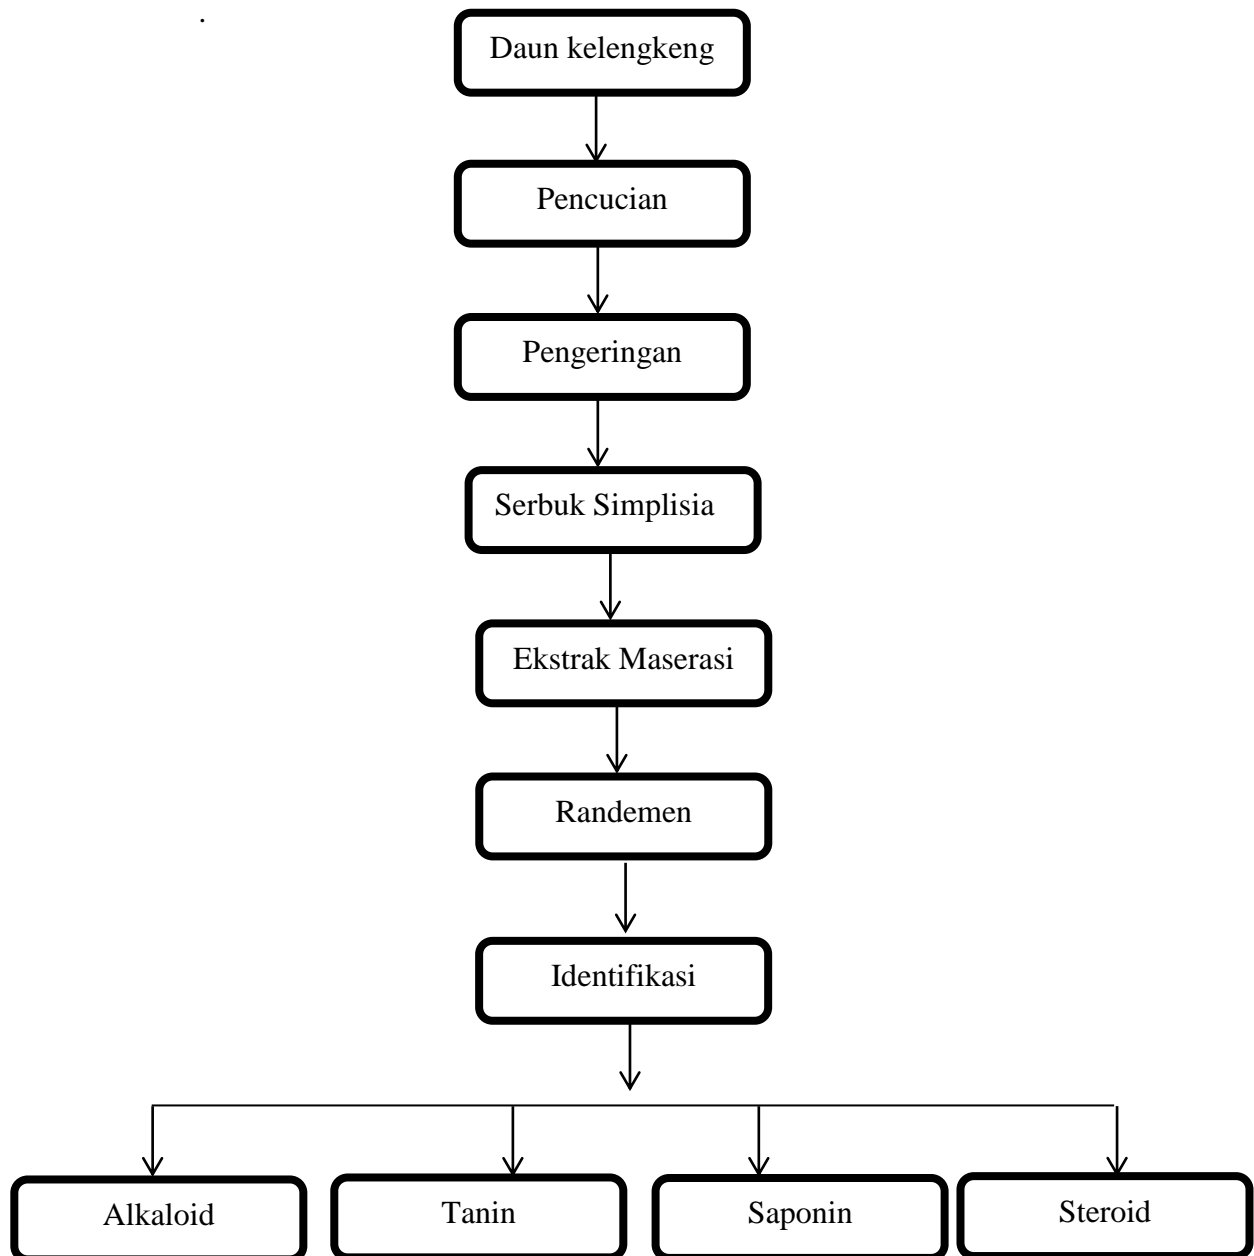 Daun kelengkeng
Pencucian
Pengeringan
Serbuk Simplisia
Ekstrak Maserasi
Randemen
Identifikasi
Alkaloid
Tanin
Saponin
Steroid